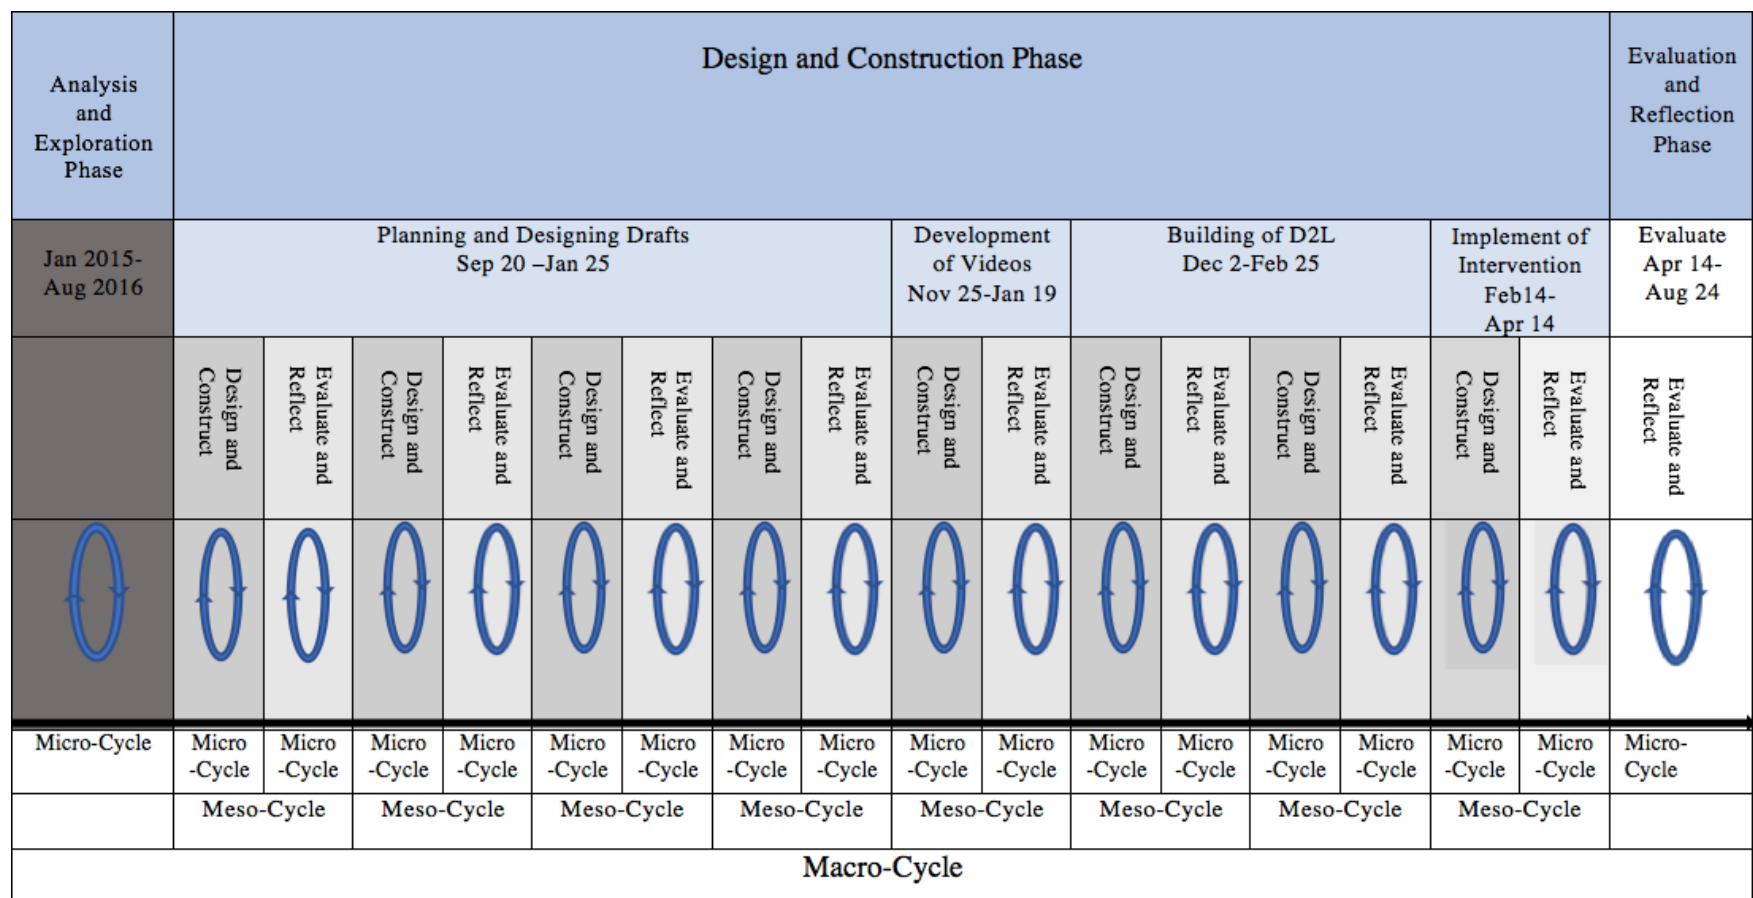 Analysis
and
Exploration
Phase
Design and Construction Phase
Evaluation
and
Reflection
Phase
Jan 2015-
Aug 2016
Planning and Designing Drafts
Sep 20 –Jan 25
Development
of Videos
Nov 25-Jan 19
Building of D2L
Dec 2-Feb 25
Implement of
Intervention
Feb14-
Apr 14
Evaluate
Apr 14-
Aug 24
Design and
Construct
Evaluate and
Reflect
Design and
Construct
Evaluate and
Reflect
Design and
Construct
Evaluate and
Reflect
Design and
Construct
Evaluate and
Reflect
Design and
Construct
Evaluate and
Reflect
Design and
Construct
Evaluate and
Reflect
Design and
Construct
Evaluate and
Reflect
Design and
Construct
Evaluate and
Reflect
Evaluate and
Reflect
Micro-Cycle
Micro
-Cycle
Micro
-Cycle
Micro
-Cycle
Micro
-Cycle
Micro
-Cycle
Micro
-Cycle
Micro
-Cycle
Micro
-Cycle
Micro
-Cycle
Micro
-Cycle
Micro
-Cycle
Micro
-Cycle
Micro
-Cycle
Micro
-Cycle
Micro
-Cycle
Micro
-Cycle
Micro-
Cycle
Meso-Cycle
Meso-Cycle
Meso-Cycle
Meso-Cycle
Meso-Cycle
Meso-Cycle
Meso-Cycle
Meso-Cycle
Macro-Cycle